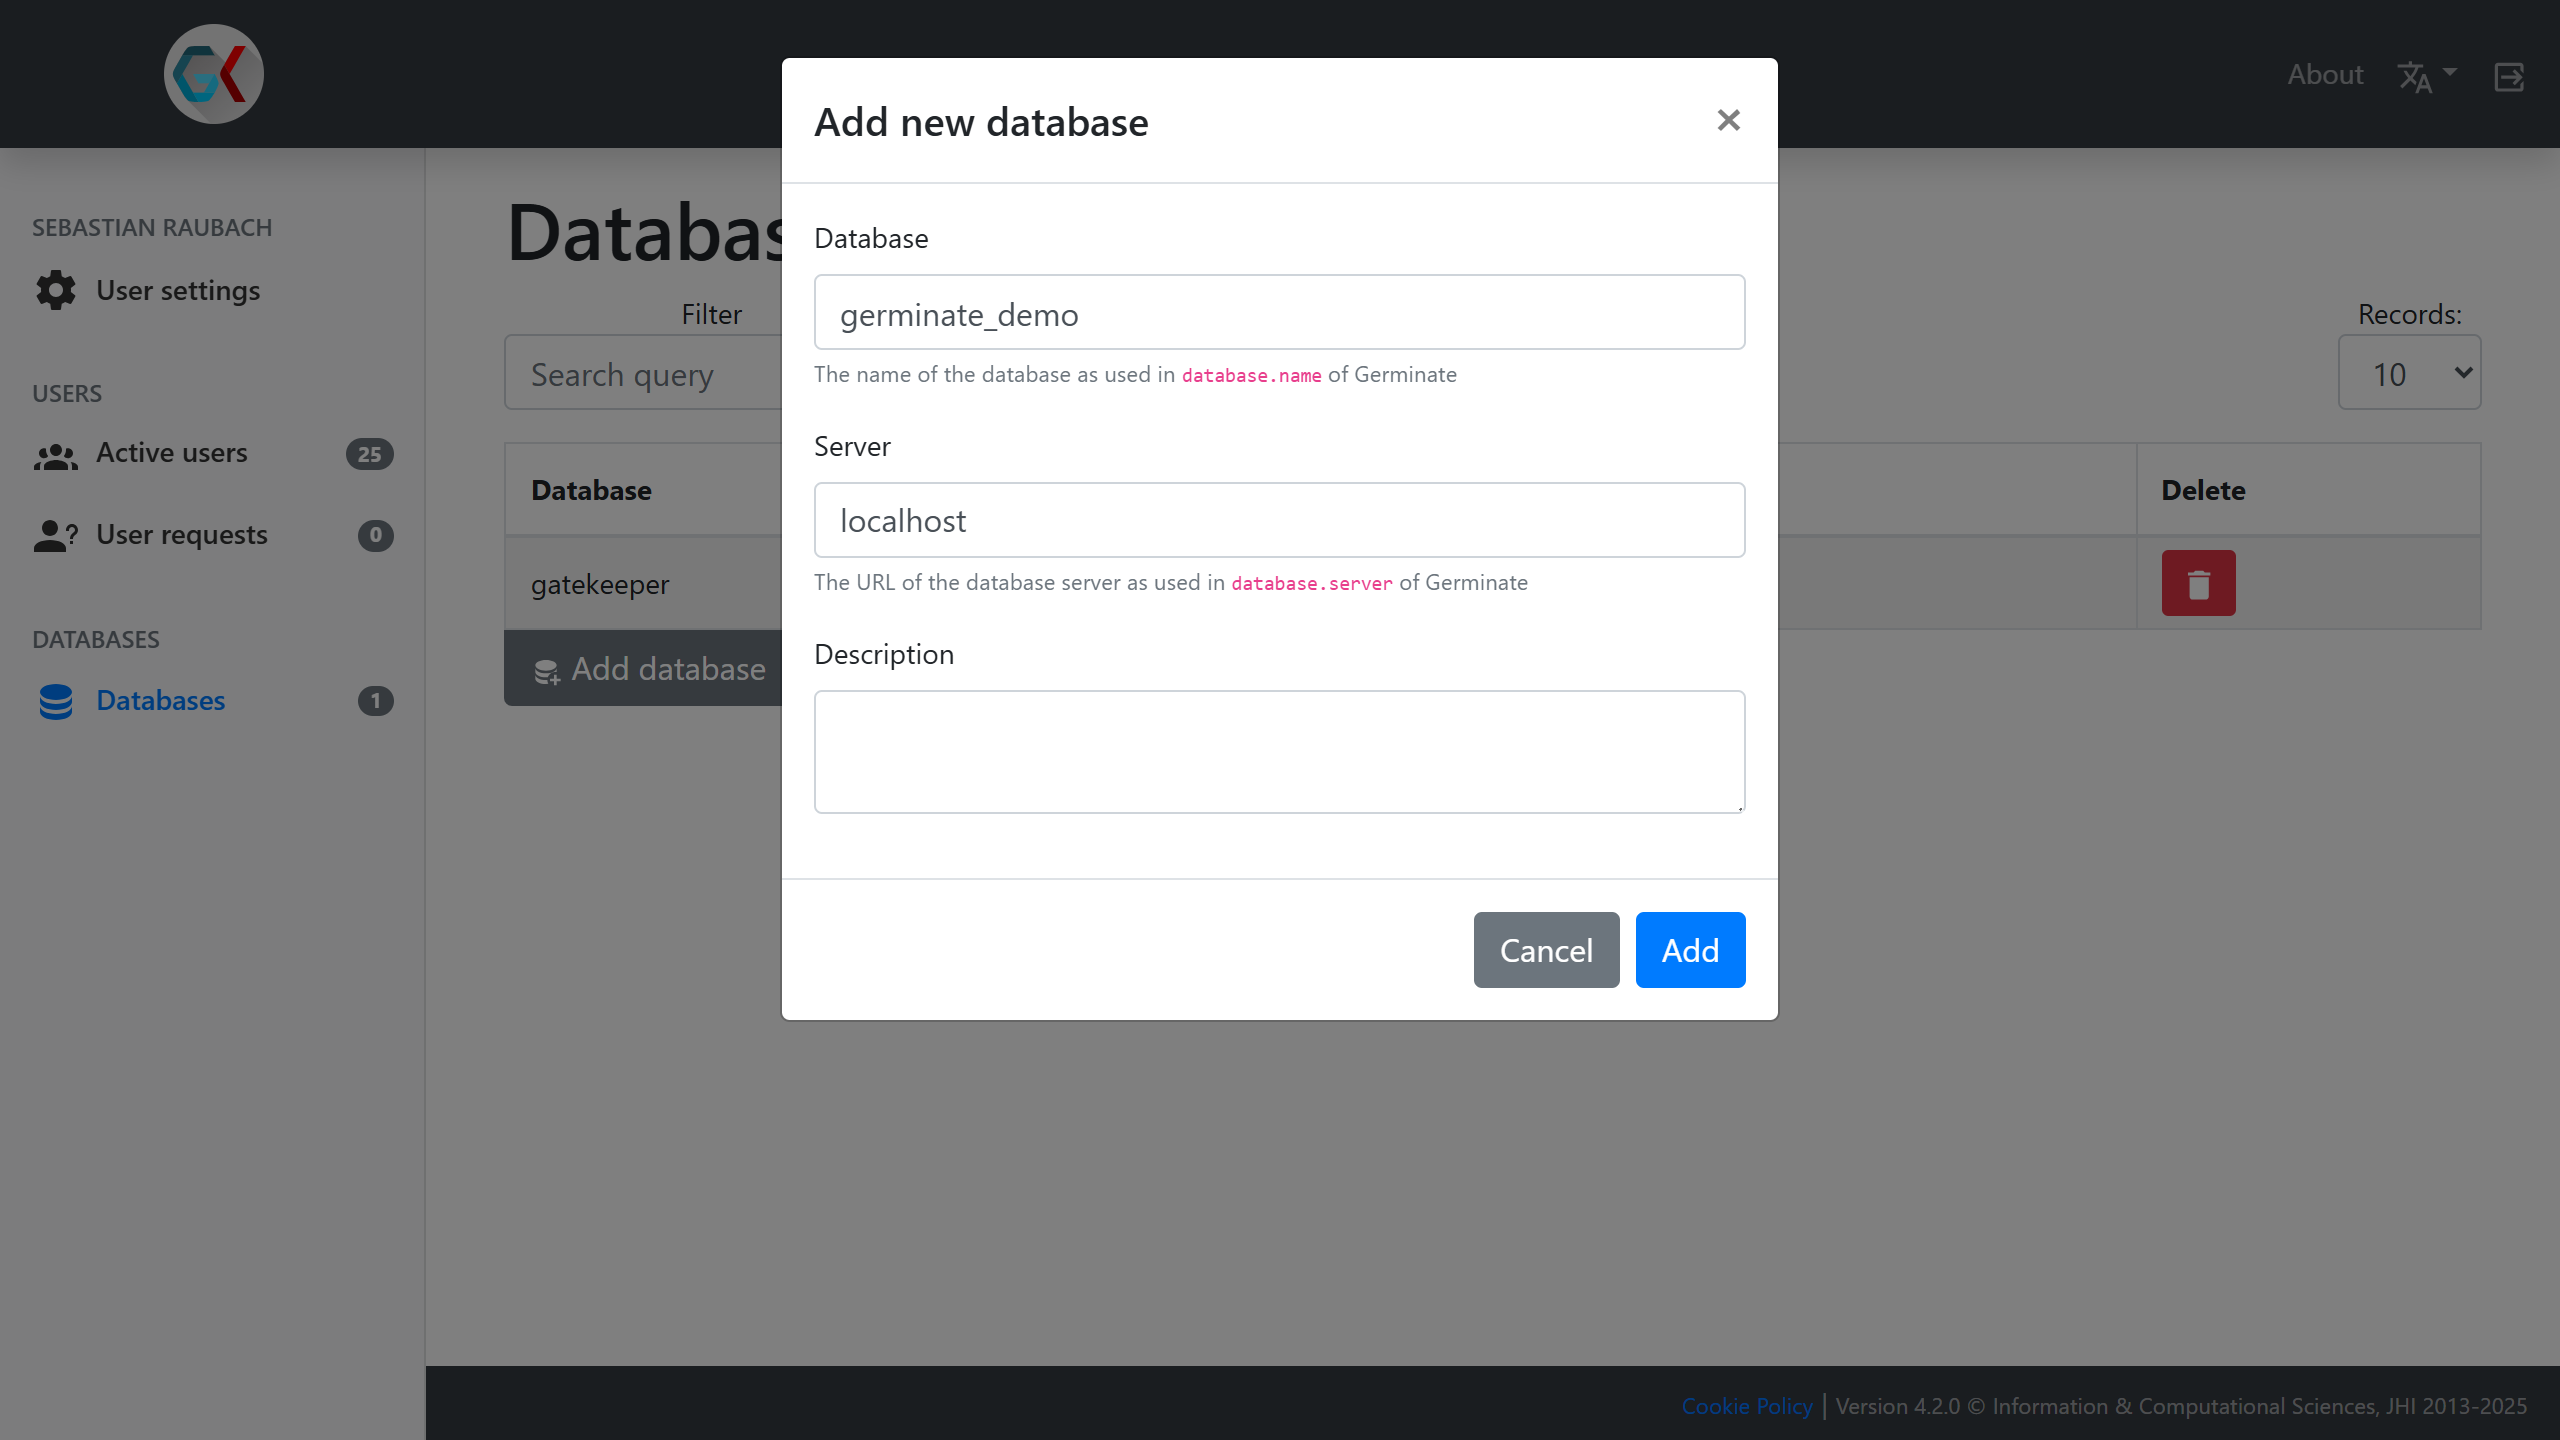 About
Add new database
×
SEBASTIAN RAUBACH
User settings
USERS
Active users 25
User requests 0
DATABASES
Databases 1
Databas
Filter
Search query
Records:
10
Database
Delete
gatekeeper
Add database
Database
germinate_demo
The name of the database as used in database.name of Germinate
Server
localhost
The URL of the database server as used in database.server of Germinate
Description
Cancel
Add
Cookie Policy | Version 4.2.0 © Information & Computational Sciences, JHI 2013-2025